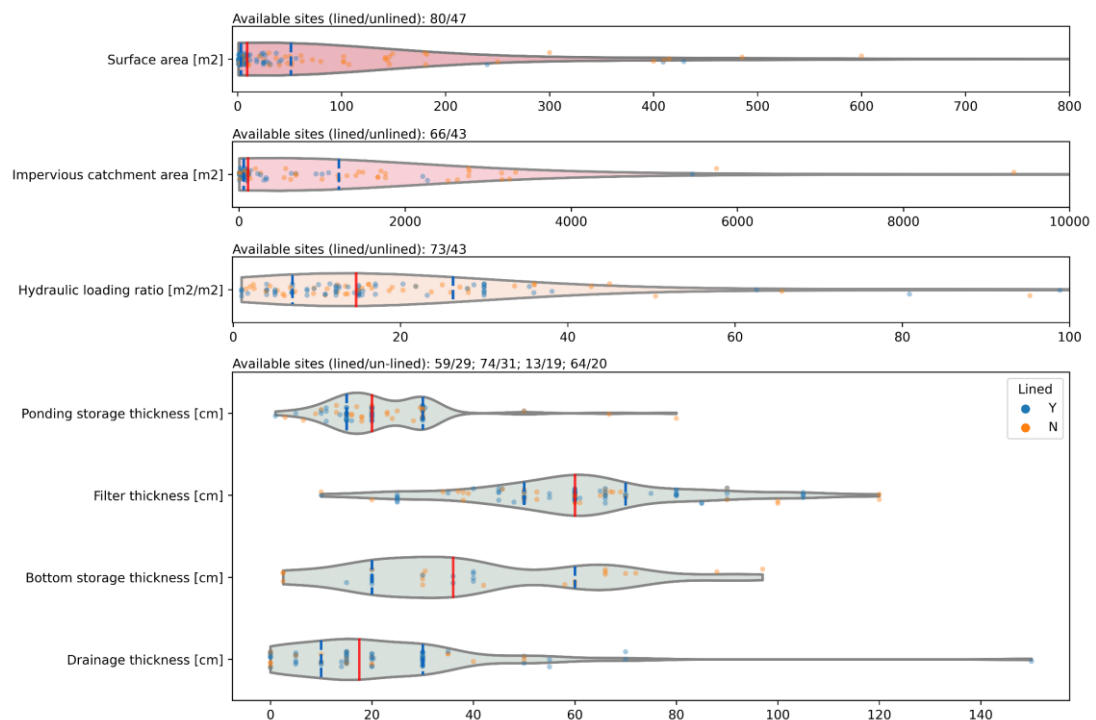 Available sites (lined/unlined): 80/47
Surface area [m2]
0 100 200 300 400 500 600 700 800
Available sites (lined/unlined): 66/43
Impervious catchment area [m2]
0 2000 4000 6000 8000 10000
Available sites (lined/unlined): 73/43
Hydraulic loading ratio [m2/m2]
0 20 40 60 80 100
Available sites (lined/un-lined): 59/29; 74/31; 13/19; 64/20
Lined
Y
N
Ponding storage thickness [cm]
Filter thickness [cm]
Bottom storage thickness [cm]
Drainage thickness [cm]
0 20 40 60 80 100 120 140